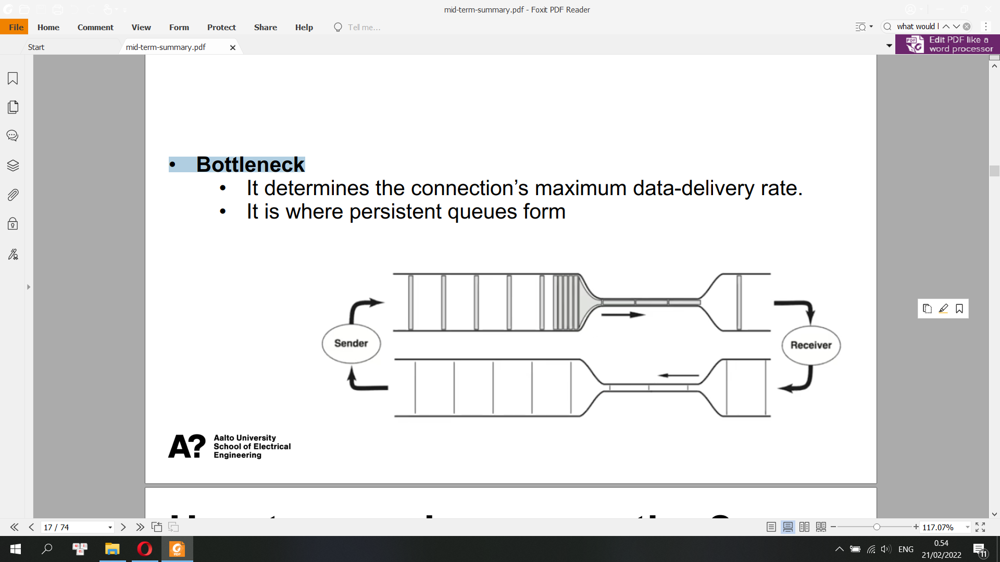 mid-term-summary.pdf - Foxit PDF Reader
File Home Comment View Form Protect Share Help Tell me...
what would
Start
mid-term-summary.pdf
Edit PDF like a
word processor
• Bottleneck
• It determines the connection’s maximum data-delivery rate.
• It is where persistent queues form
Sender
Receiver
A?
Aalto University
School of Electrical
Engineering
17 / 74
117.07%
ENG
0.54
21/02/2022
11